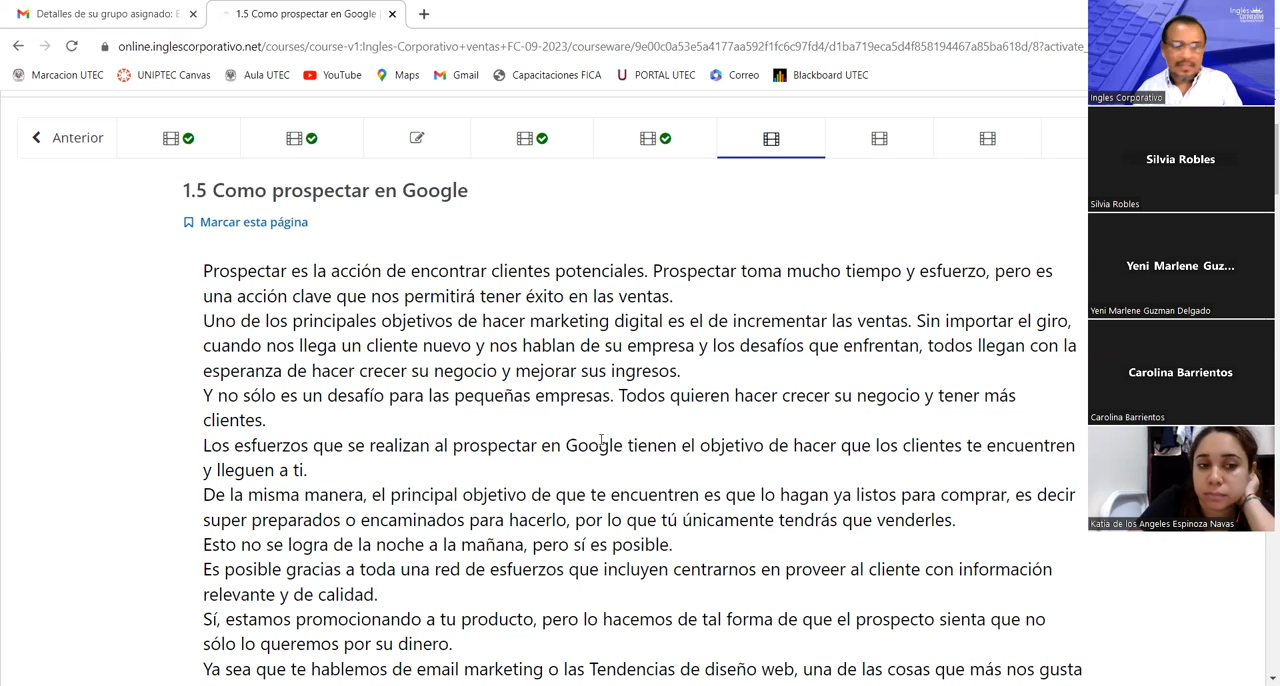 Detalles de su grupo asignado: E
1.5 Como prospectar en Google
online.inglescorporativo.net/courses/course-v1:Ingles-Corporativo+ventas+FC-09-2023/courseware/9e00c0a53e5a4177aa592f1fc6c97fd4/d1ba719eca5d4f858194467a85ba618d/8?activate_
Marcacion UTEC
UNIPTEC Canvas
Aula UTEC
YouTube
Maps
Gmail
Capacitaciones FICA
PORTAL UTEC
Correo
Blackboard UTEC
Anterior
1.5 Como prospectar en Google
Marcar esta página
Prospectar es la acción de encontrar clientes potenciales. Prospectar toma mucho tiempo y esfuerzo, pero es
una acción clave que nos permitirá tener éxito en las ventas.
Uno de los principales objetivos de hacer marketing digital es el de incrementar las ventas. Sin importar el giro,
cuando nos llega un cliente nuevo y nos hablan de su empresa y los desafíos que enfrentan, todos llegan con la
esperanza de hacer crecer su negocio y mejorar sus ingresos.
Y no sólo es un desafío para las pequeñas empresas. Todos quieren hacer crecer su negocio y tener más
clientes.
Los esfuerzos que se realizan al prospectar en Google tienen el objetivo de hacer que los clientes te encuentren
y lleguen a ti.
De la misma manera, el principal objetivo de que te encuentren es que lo hagan ya listos para comprar, es decir
super preparados o encaminados para hacerlo, por lo que tú únicamente tendrás que venderles.
Esto no se logra de la noche a la mañana, pero sí es posible.
Es posible gracias a toda una red de esfuerzos que incluyen centrarnos en proveer al cliente con información
relevante y de calidad.
Sí, estamos promocionando a tu producto, pero lo hacemos de tal forma de que el prospecto sienta que no
sólo lo queremos por su dinero.
Ya sea que te hablemos de email marketing o las Tendencias de diseño web, una de las cosas que más nos gusta
Inglés
Corporativo
Ingles Corporativo
Silvia Robles
Silvia Robles
Yeni Marlene Guz...
Yeni Marlene Guzman Delgado
Carolina Barrientos
Carolina Barrientos
Katia de los Angeles Espinoza Navas